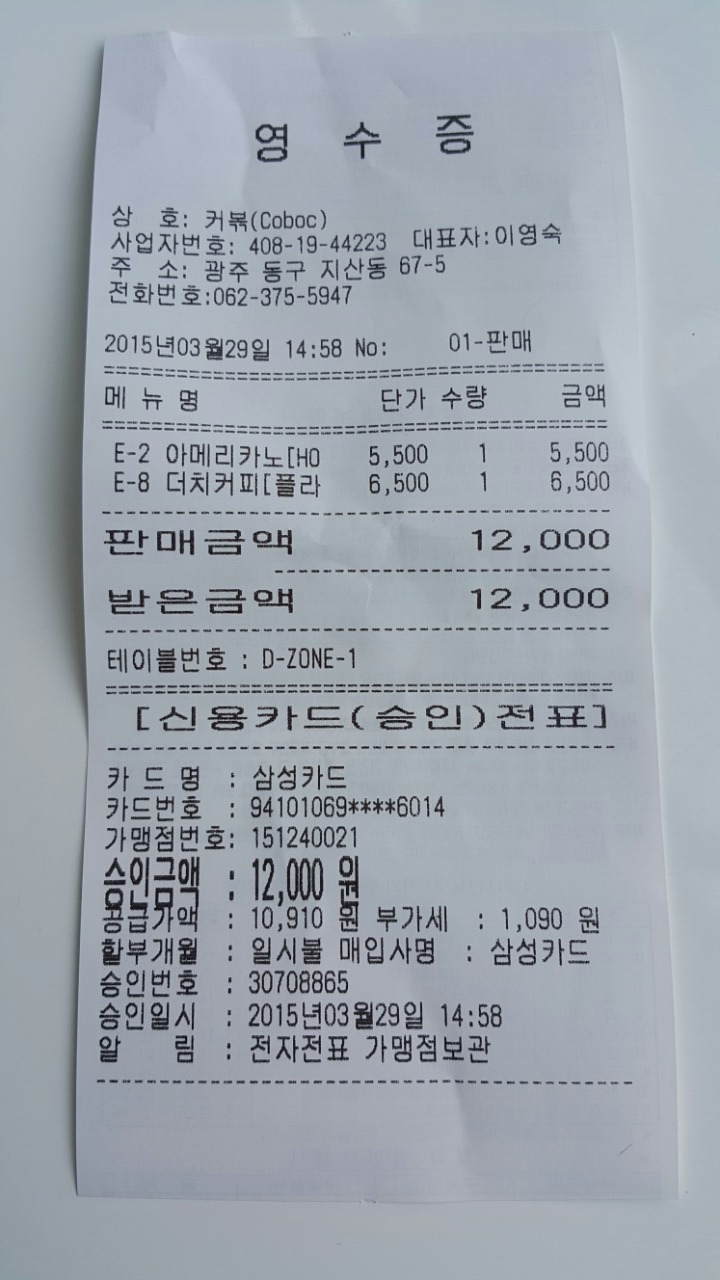 영 수 증
상 호: 커볶(Coboc)
사업자번호: 408-19-44223 대표자:이영숙
주 소: 광주 동구 지산동 67-5
전화번호:062-375-5947
2015년03월29일 14:58 No: 01-판매
메 뉴 명 단가 수량 금액
E-2 아메리카노[HO 5,500 1 5,500
E-8 더치커피[플라 6,500 1 6,500
판매금액 12,000
받은금액 12,000
테이블번호 : D-ZONE-1
[신용카드(승인)전표]
카 드 명 : 삼성카드
카드번호 : 94101069****6014
가맹점번호: 151240021
승인금액 : 12,000 원
공급가액 : 10,910 원 부가세 : 1,090 원
할부개월 : 일시불 매입사명 : 삼성카드
승인번호 : 30708865
승인일시 : 2015년03월29일 14:58
알 림 : 전자전표 가맹점보관